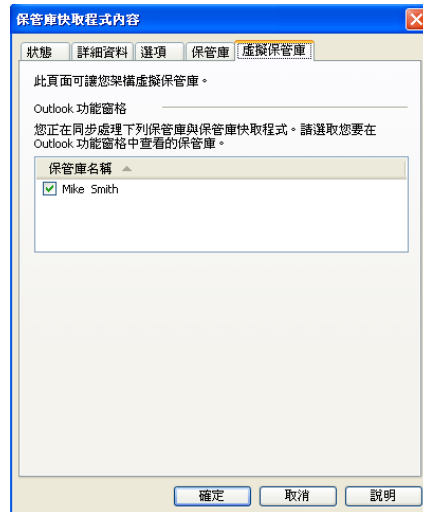 保管庫快取程式內容
狀態 詳細資料 選項 保管庫 虛擬保管庫
此頁面可讓您架構虛擬保管庫。
Outlook 功能窗格
您正在同步處理下列保管庫與保管庫快取程式。請選取您要在
Outlook 功能窗格中查看的保管庫。
保管庫名稱
Mike Smith
確定 取消 說明